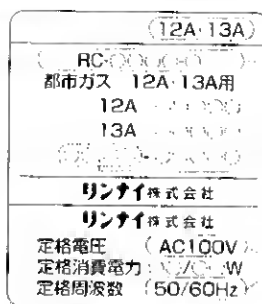 (12A・13A)
RC-
都市ガス 12A・13A用
12A
13A
リンナイ株式会社
リンナイ株式会社
定格電圧 (AC100V)
定格消費電力 W
定格周波数 (50/60Hz)